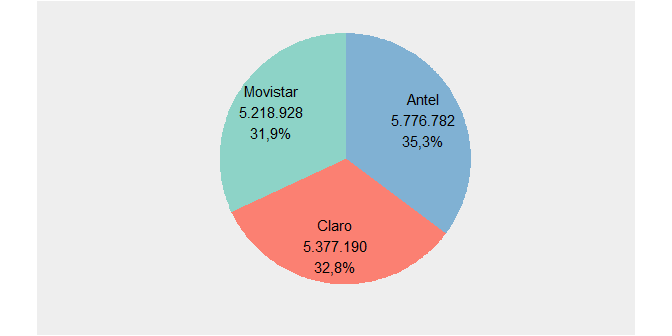 Movistar
5.218.928
31,9%
Antel
5.776.782
35,3%
Claro
5.377.190
32,8%